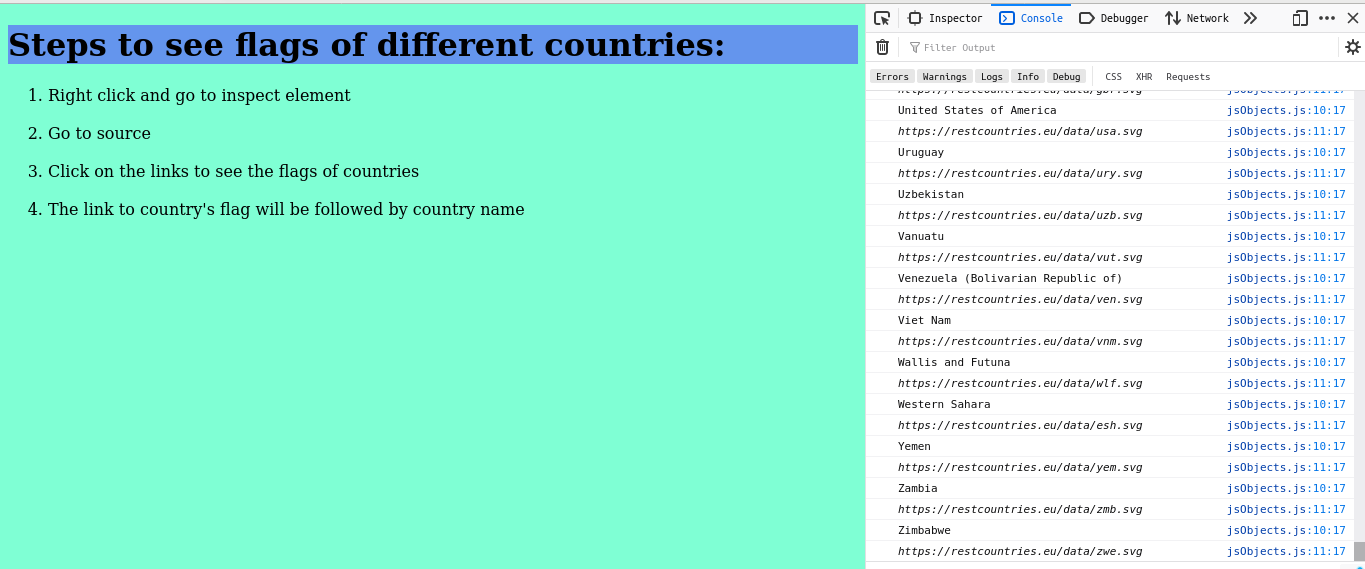 Steps to see flags of different countries:
1. Right click and go to inspect element
2. Go to source
3. Click on the links to see the flags of countries
4. The link to country's flag will be followed by country name
Inspector Console Debugger Network
Filter Output
Errors Warnings Logs Info Debug CSS XHR Requests
https://restcountries.eu/data/gbr.svg jsObjects.js:11:17
United States of America jsObjects.js:10:17
https://restcountries.eu/data/usa.svg jsObjects.js:11:17
Uruguay jsObjects.js:10:17
https://restcountries.eu/data/ury.svg jsObjects.js:11:17
Uzbekistan jsObjects.js:10:17
https://restcountries.eu/data/uzb.svg jsObjects.js:11:17
Vanuatu jsObjects.js:10:17
https://restcountries.eu/data/vut.svg jsObjects.js:11:17
Venezuela (Bolivarian Republic of) jsObjects.js:10:17
https://restcountries.eu/data/ven.svg jsObjects.js:11:17
Viet Nam jsObjects.js:10:17
https://restcountries.eu/data/vnm.svg jsObjects.js:11:17
Wallis and Futuna jsObjects.js:10:17
https://restcountries.eu/data/wlf.svg jsObjects.js:11:17
Western Sahara jsObjects.js:10:17
https://restcountries.eu/data/esh.svg jsObjects.js:11:17
Yemen jsObjects.js:10:17
https://restcountries.eu/data/yem.svg jsObjects.js:11:17
Zambia jsObjects.js:10:17
https://restcountries.eu/data/zmb.svg jsObjects.js:11:17
Zimbabwe jsObjects.js:10:17
https://restcountries.eu/data/zwe.svg jsObjects.js:11:17